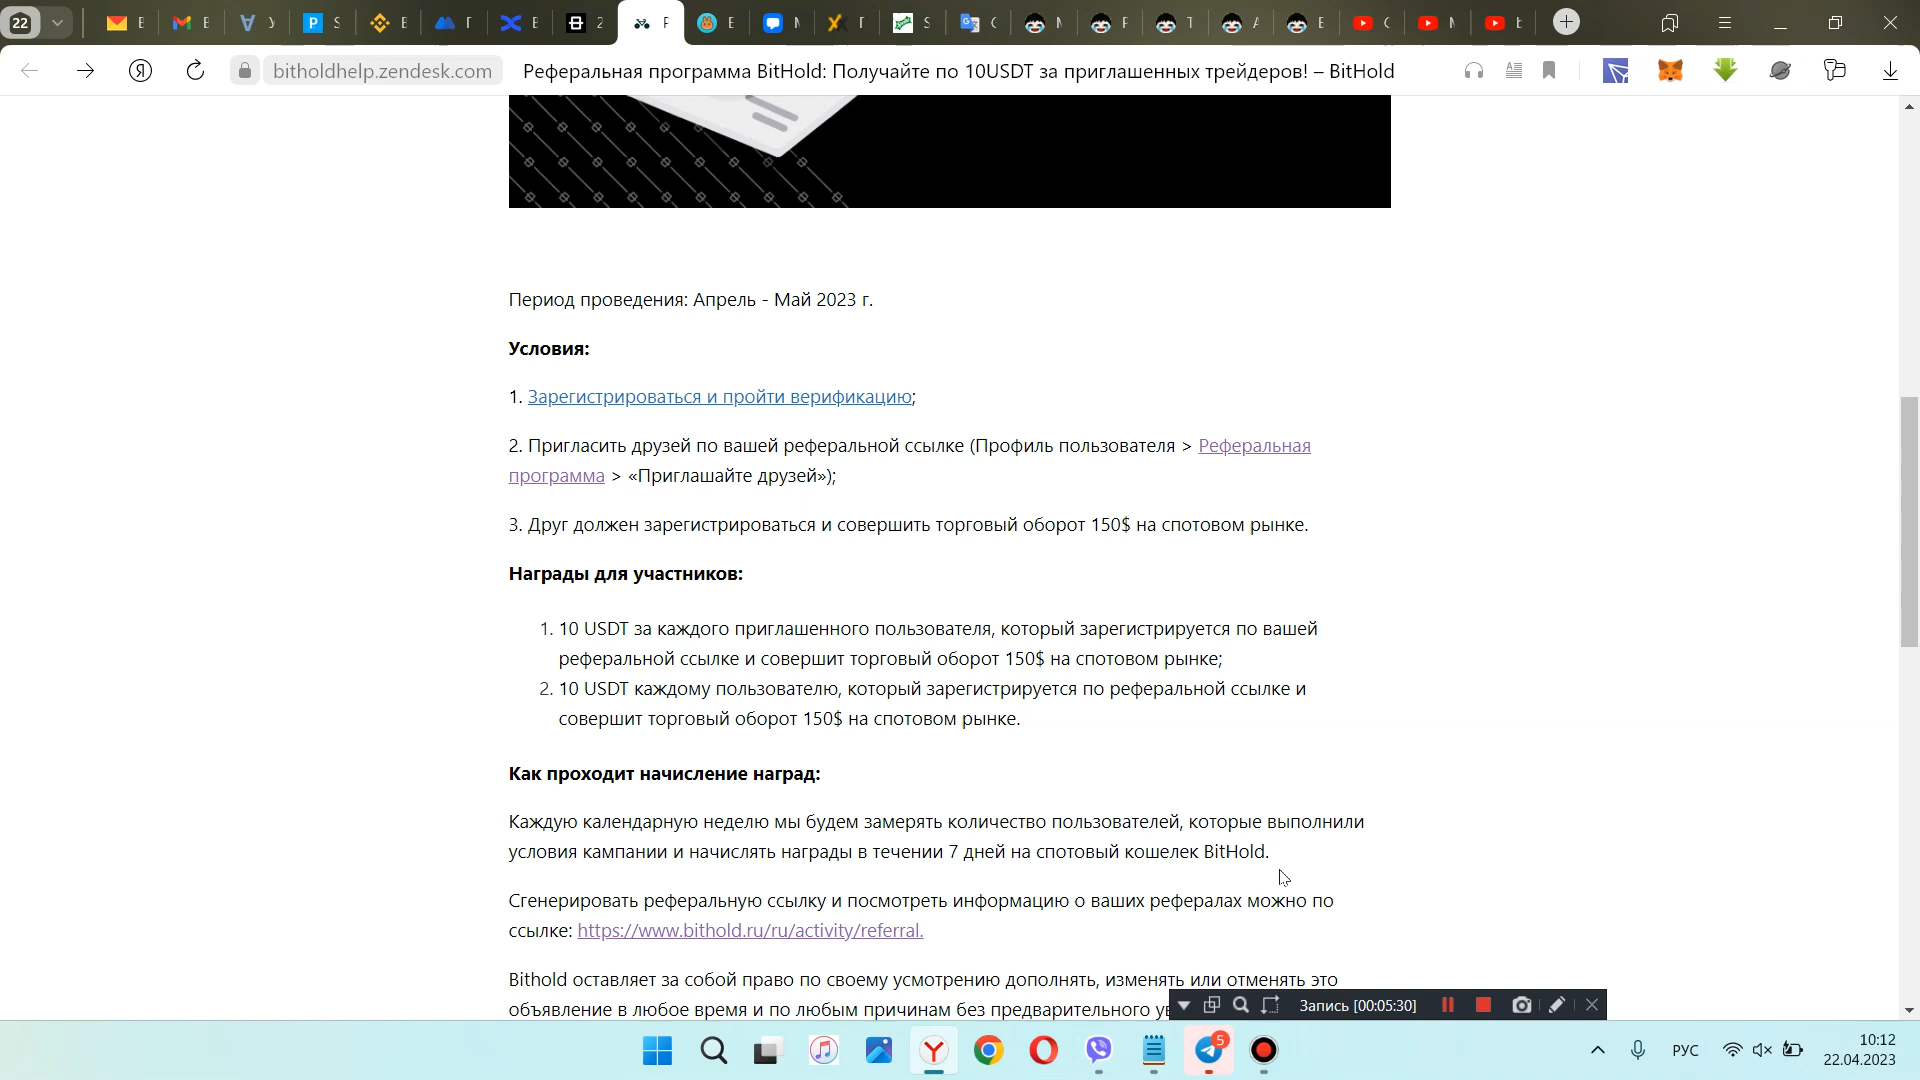 22
bitholdhelp.zendesk.com
Реферальная программа BitHold: Получайте по 10USDT за приглашенных трейдеров! – BitHold
Период проведения: Апрель - Май 2023 г.
Условия:
1. Зарегистрироваться и пройти верификацию;
2. Пригласить друзей по вашей реферальной ссылке (Профиль пользователя > Реферальная
программа > «Приглашайте друзей»);
3. Друг должен зарегистрироваться и совершить торговый оборот 150$ на спотовом рынке.
Награды для участников:
1. 10 USDT за каждого приглашенного пользователя, который зарегистрируется по вашей
реферальной ссылке и совершит торговый оборот 150$ на спотовом рынке;
2. 10 USDT каждому пользователю, который зарегистрируется по реферальной ссылке и
совершит торговый оборот 150$ на спотовом рынке.
Как проходит начисление наград:
Каждую календарную неделю мы будем замерять количество пользователей, которые выполнили
условия кампании и начислять награды в течении 7 дней на спотовый кошелек BitHold.
Сгенерировать реферальную ссылку и посмотреть информацию о ваших рефералах можно по
ссылке: https://www.bithold.ru/ru/activity/referral.
Bithold оставляет за собой право по своему усмотрению дополнять, изменять или отменять это
объявление в любое время и по любым причинам без предварительного ув
Запись [00:05:30]
5
РУС
10:12
22.04.2023